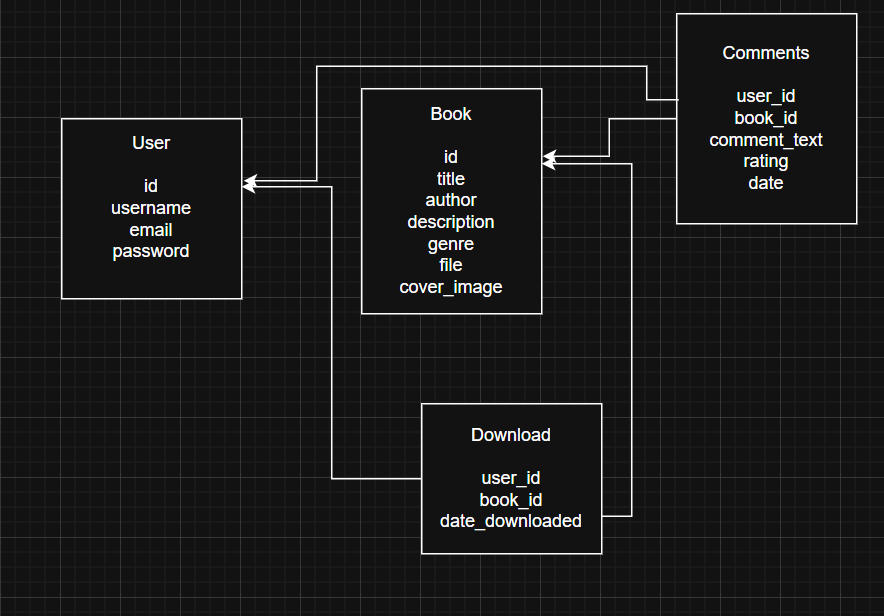 User
id
username
email
password
Book
id
title
author
description
genre
file
cover_image
Comments
user_id
book_id
comment_text
rating
date
Download
user_id
book_id
date_downloaded